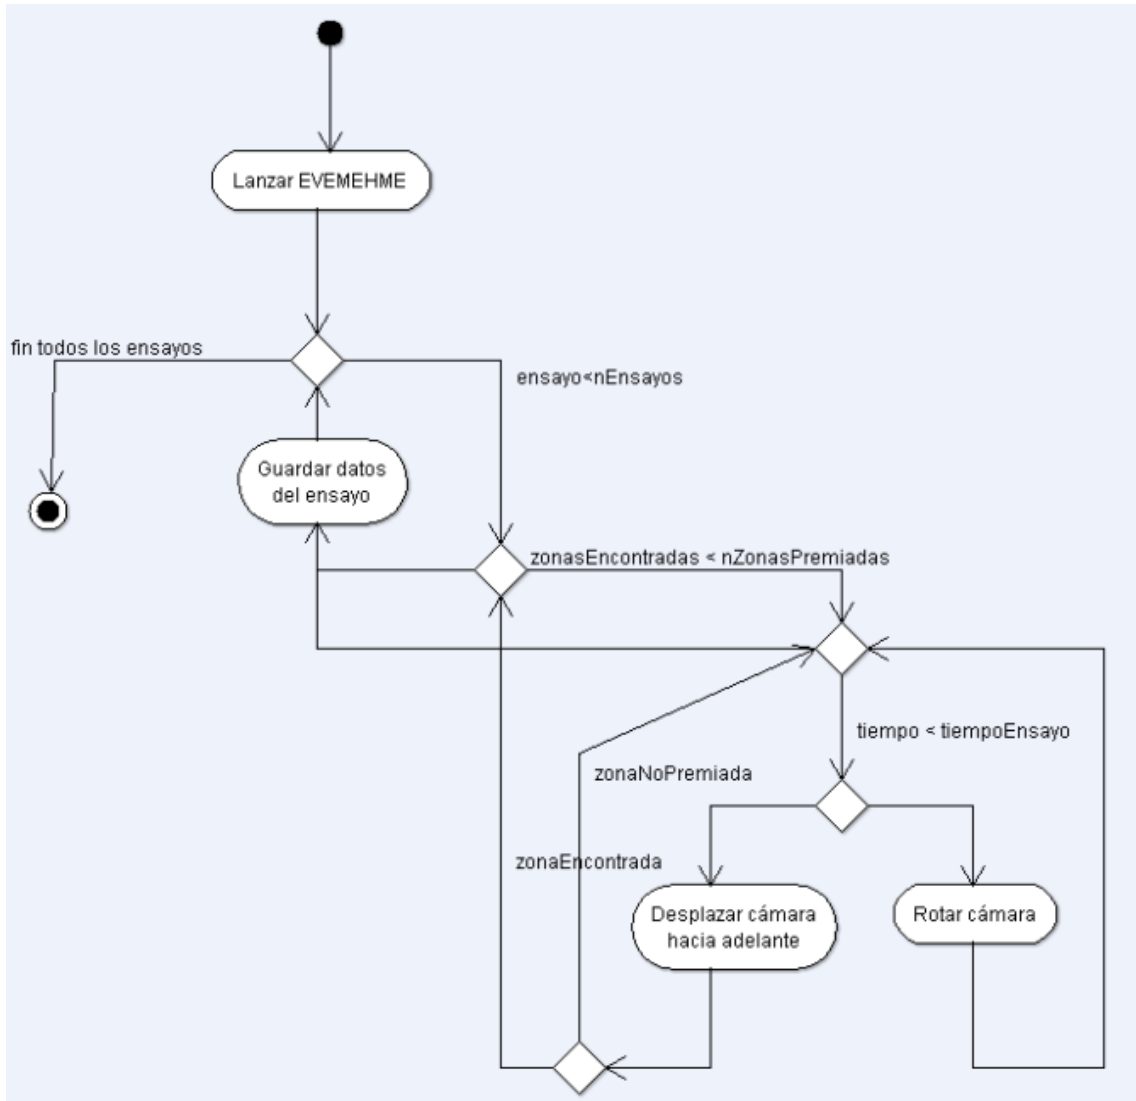 Lanzar EVEMEHME
fin todos los ensayos
ensayo<nEnsayos
Guardar datos
del ensayo
zonasEncontradas < nZonasPremiadas
tiempo < tiempoEnsayo
zonaNoPremiada
zonaEncontrada
Desplazar cámara
hacia adelante
Rotar cámara